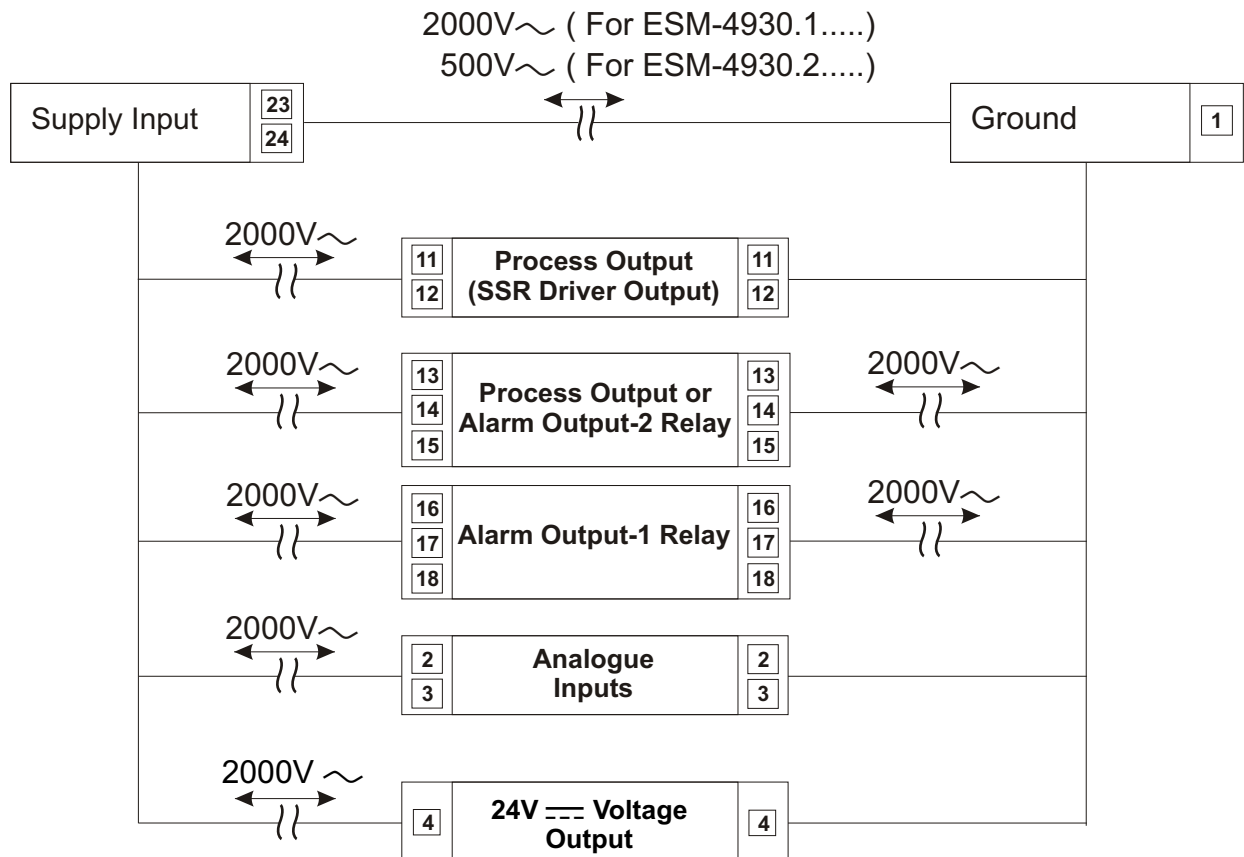 2000V～ ( For ESM-4930.1.....)
500V～ ( For ESM-4930.2.....)
Supply Input
23
24
Ground
1
2000V～
11
12
Process Output
(SSR Driver Output)
11
12
2000V～
13
14
15
Process Output or
Alarm Output-2 Relay
13
14
15
2000V～
2000V～
16
17
18
Alarm Output-1 Relay
16
17
18
2000V～
2000V～
2
3
Analogue
Inputs
2
3
2000V ～
4
24V ⎓ Voltage
Output
4